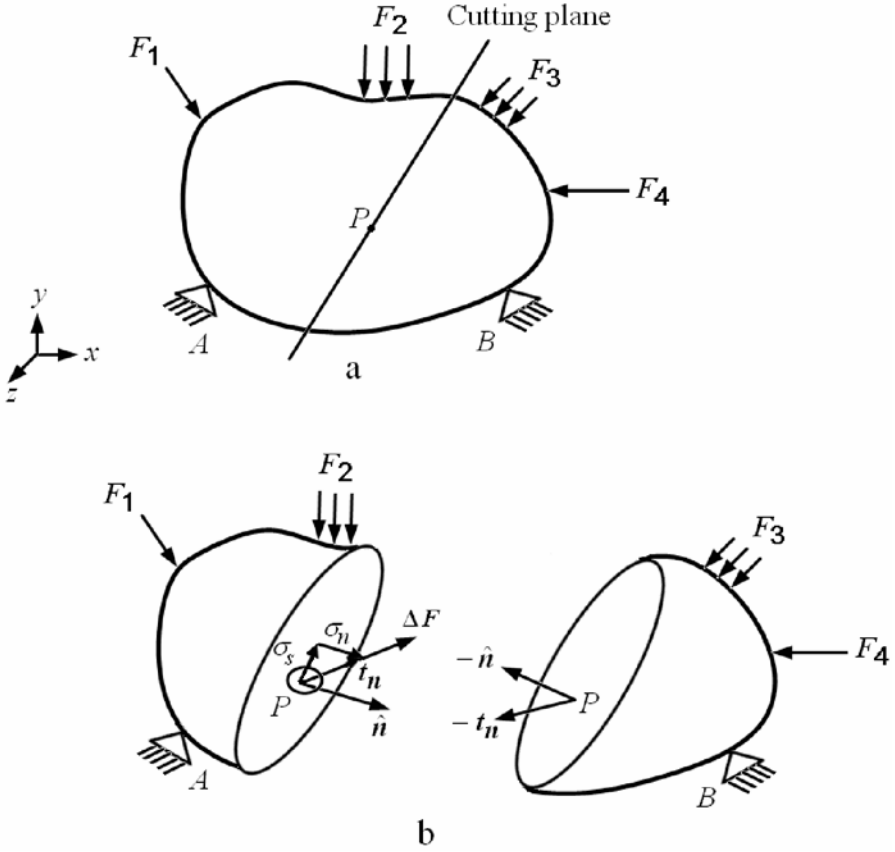 Cutting plane
F2
F1
F3
F4
P
A
B
y
x
z
a
F2
F1
F3
ΔF
σn
σs
tn
P
n̂
F4
− n̂
P
− tn
A
B
b